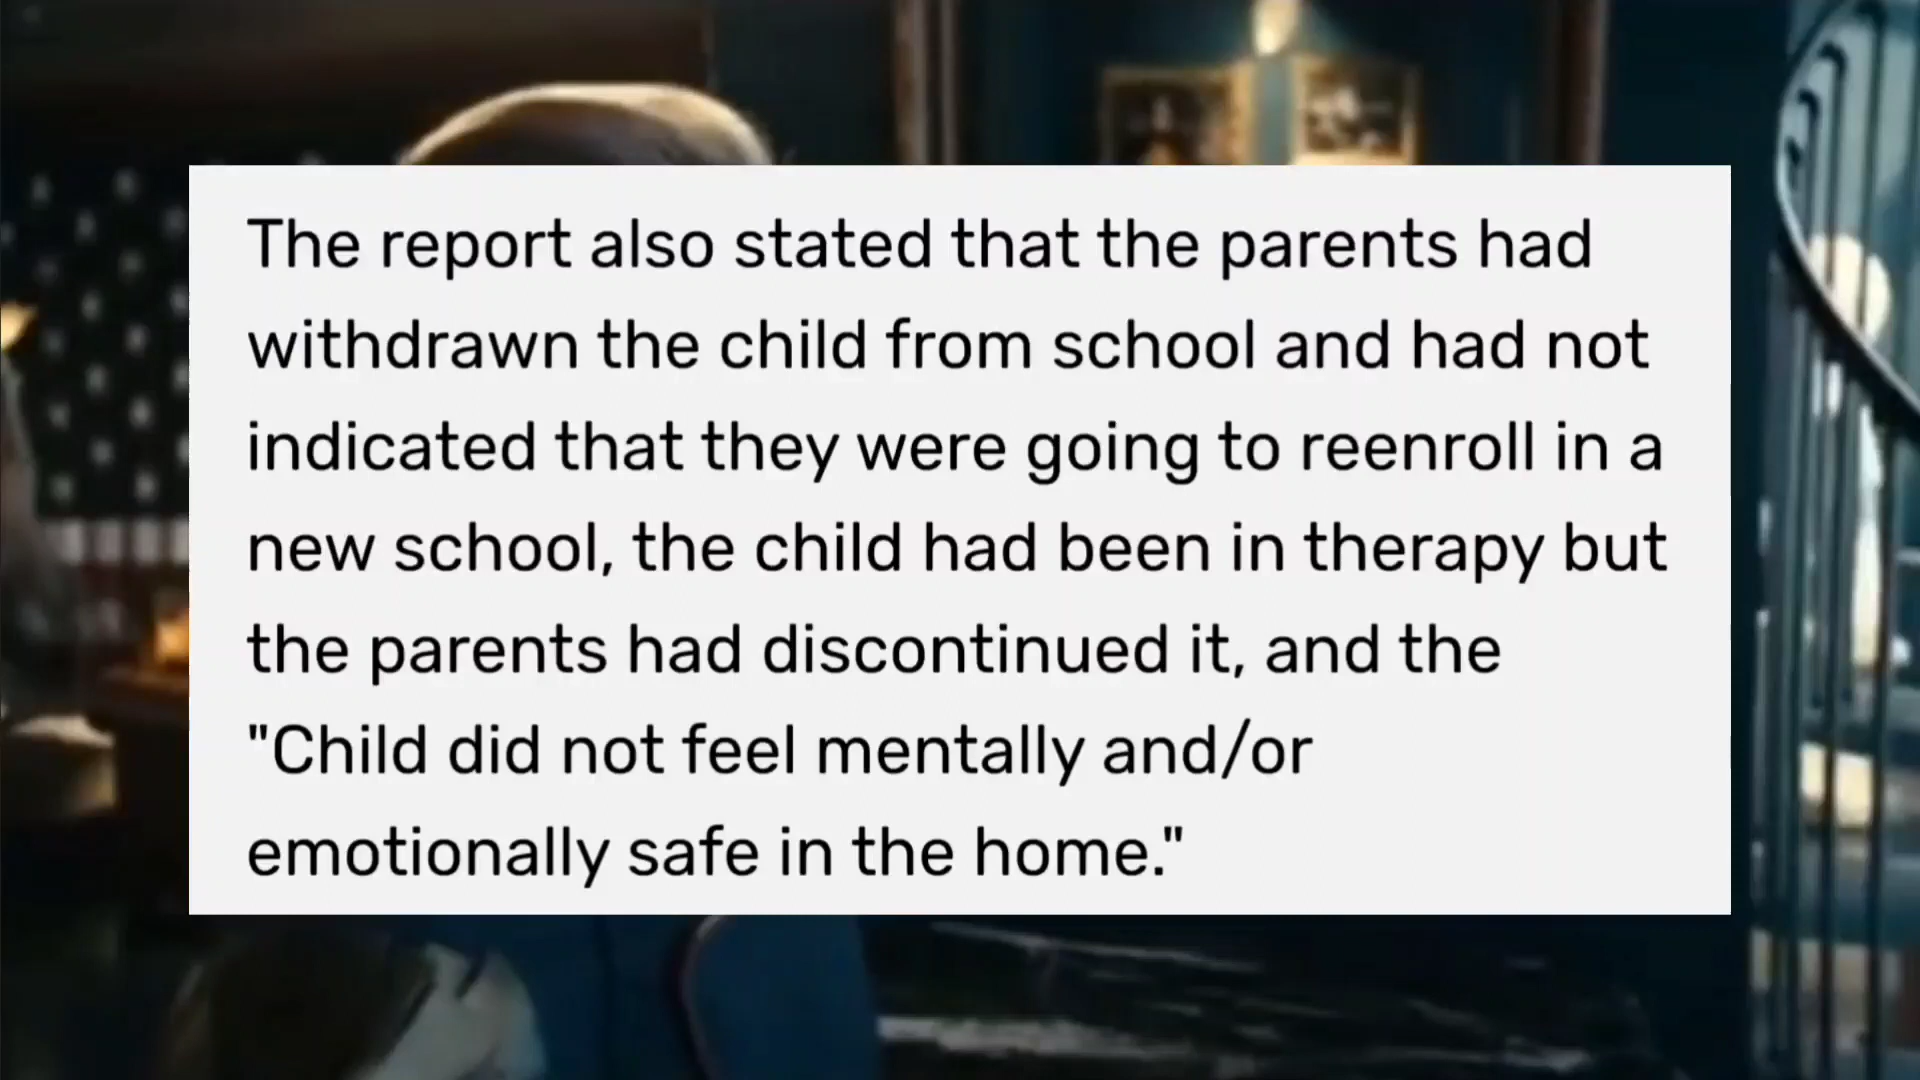 The report also stated that the parents had
withdrawn the child from school and had not
indicated that they were going to reenroll in a
new school, the child had been in therapy but
the parents had discontinued it, and the
"Child did not feel mentally and/or
emotionally safe in the home."